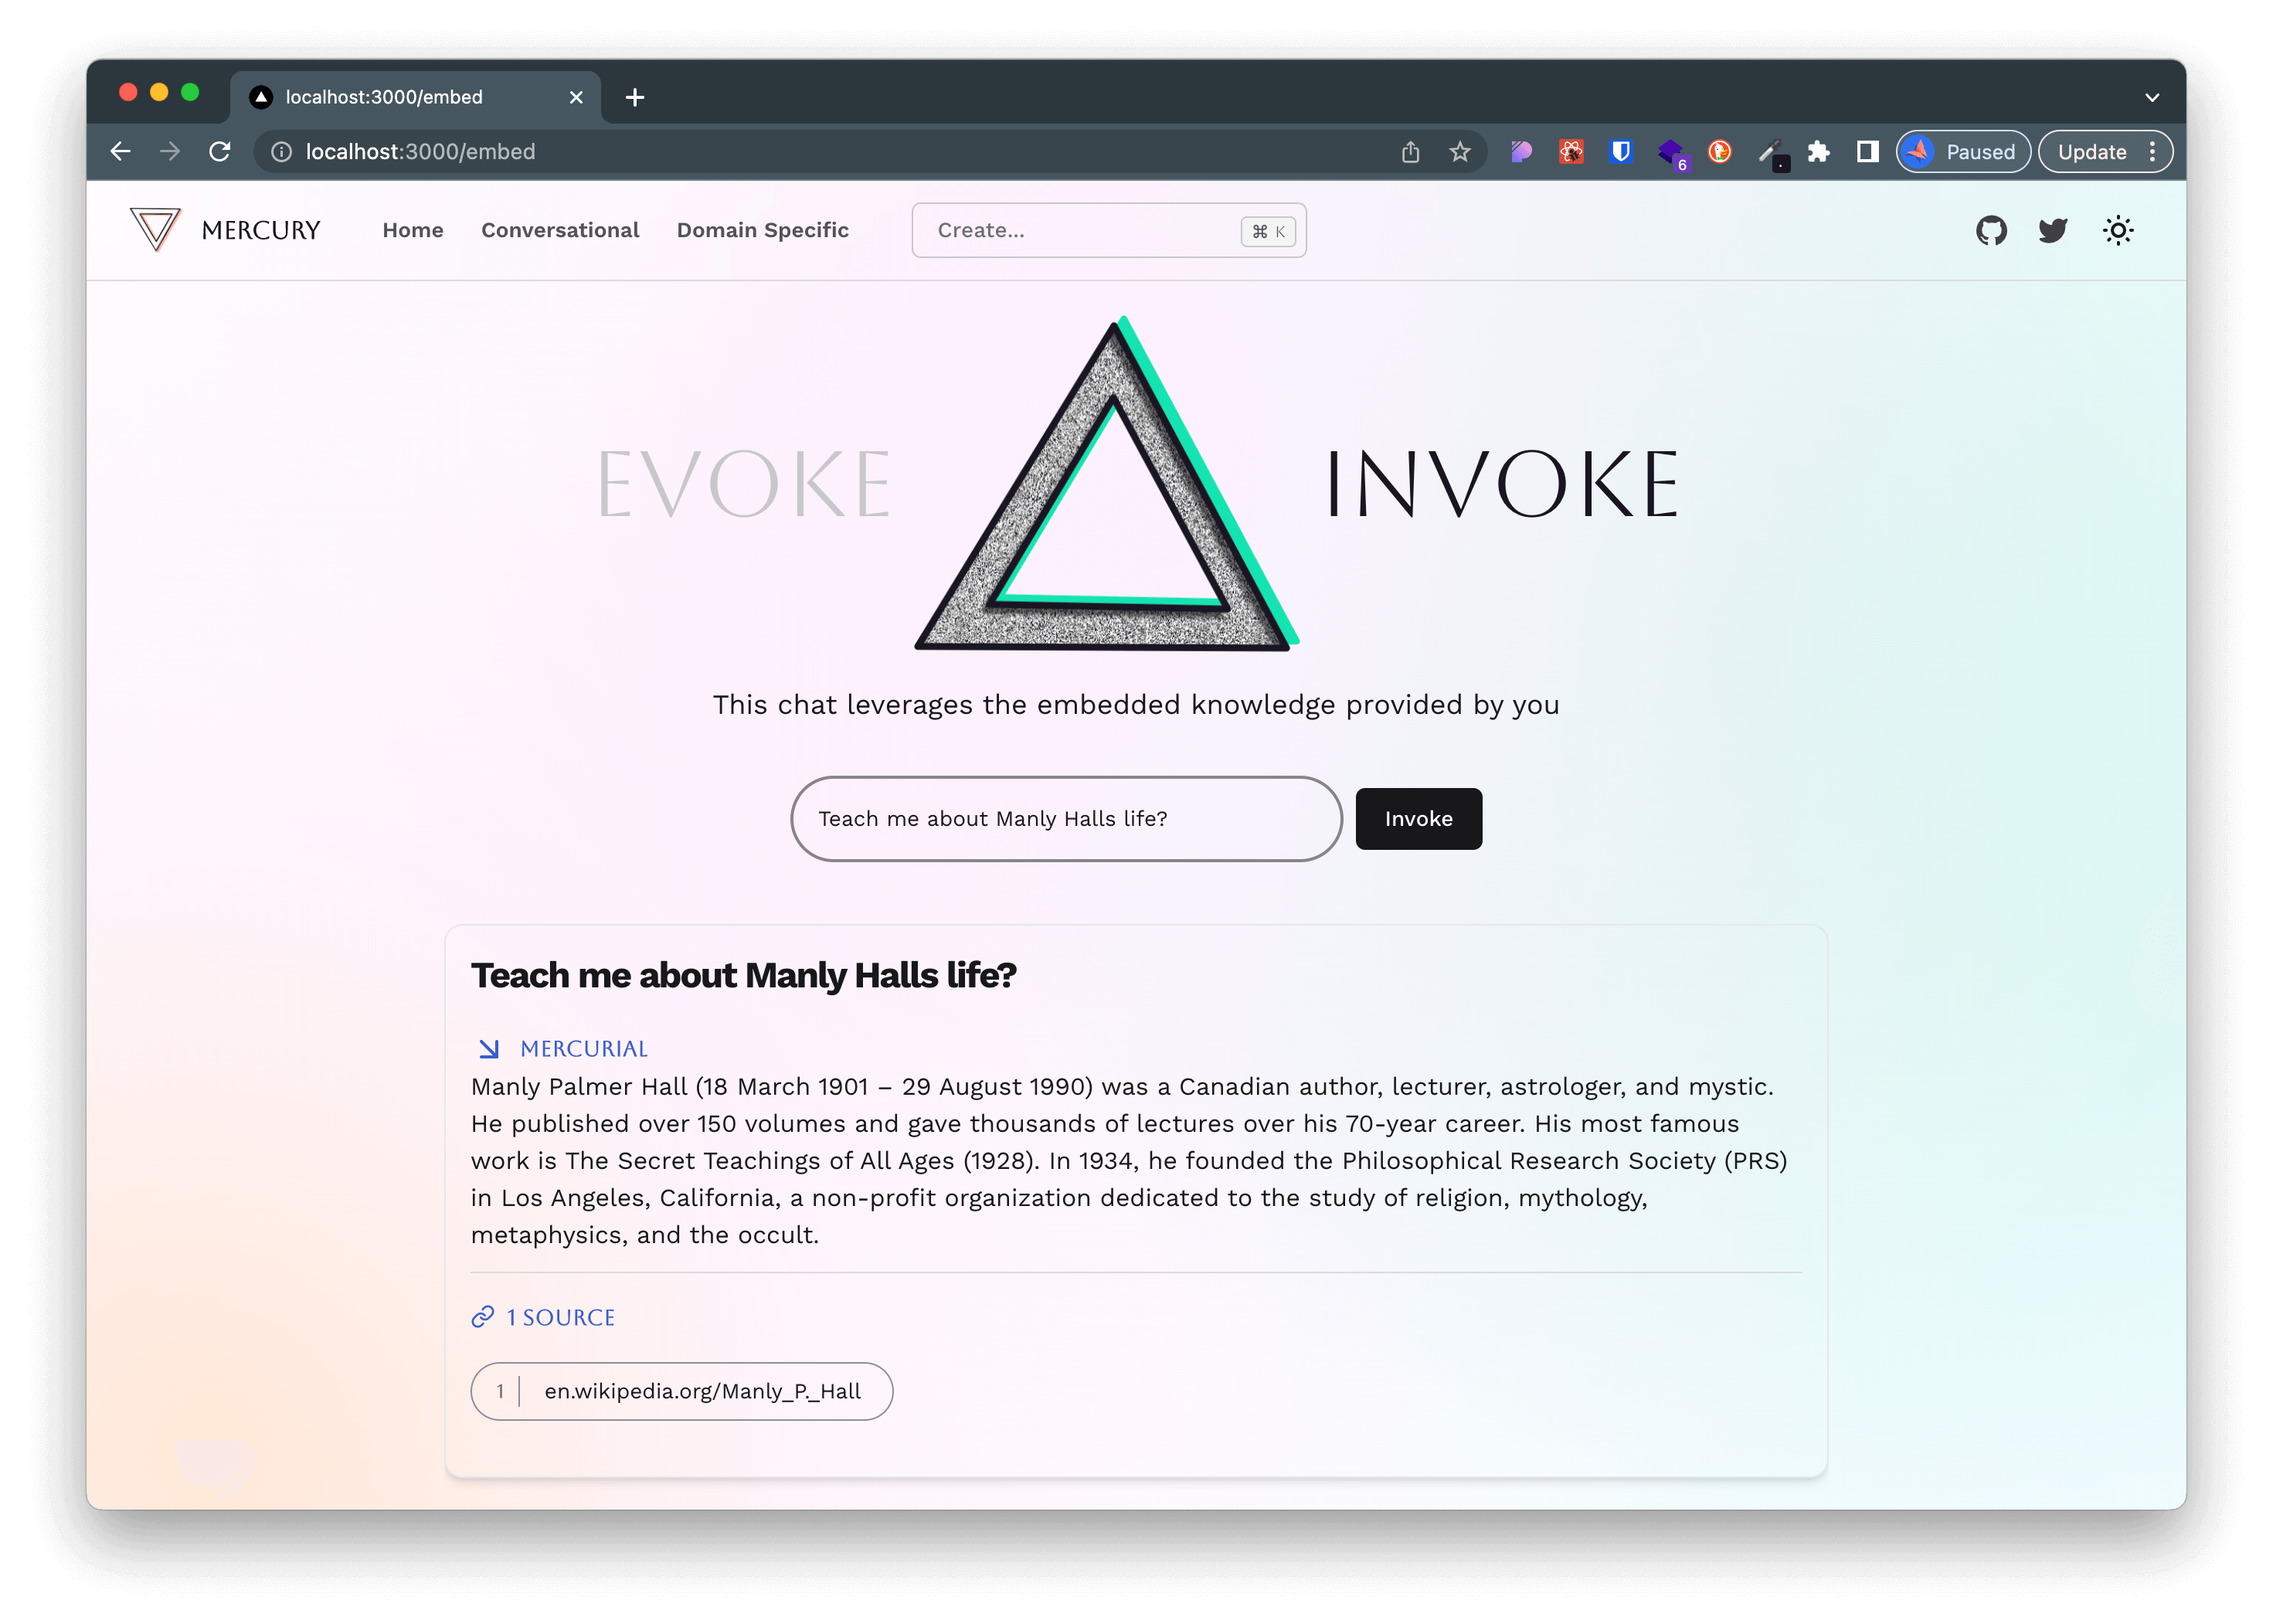 localhost:3000/embed
localhost:3000/embed
6
Paused
Update
MERCURY
Home
Conversational
Domain Specific
Create...
⌘ K
EVOKE
INVOKE
This chat leverages the embedded knowledge provided by you
Teach me about Manly Halls life?
Invoke
Teach me about Manly Halls life?
MERCURIAL
Manly Palmer Hall (18 March 1901 – 29 August 1990) was a Canadian author, lecturer, astrologer, and mystic.
He published over 150 volumes and gave thousands of lectures over his 70-year career. His most famous
work is The Secret Teachings of All Ages (1928). In 1934, he founded the Philosophical Research Society (PRS)
in Los Angeles, California, a non-profit organization dedicated to the study of religion, mythology,
metaphysics, and the occult.
1 SOURCE
1
en.wikipedia.org/Manly_P._Hall